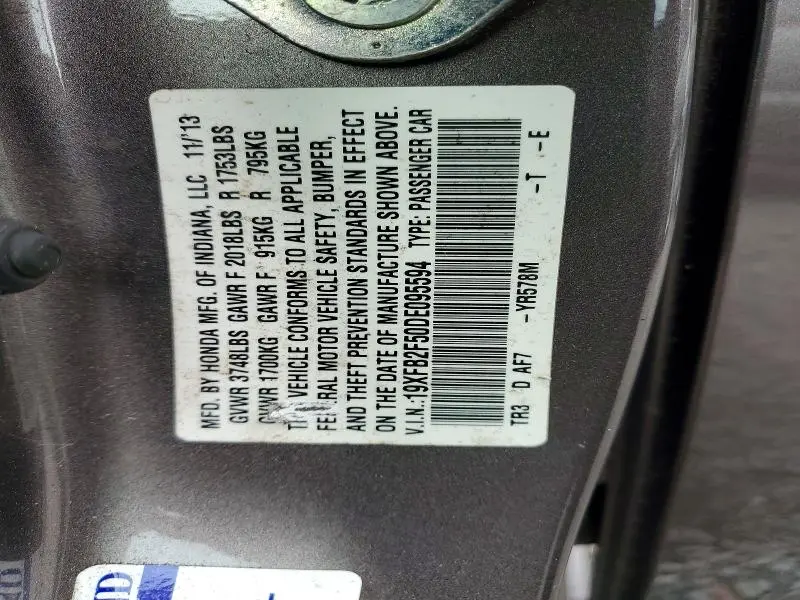 MFD. BY HONDA MFG. OF INDIANA, LLC 11/'13
GVWR 3748LBS GAWR F 2018LBS R 1753LBS
GVWR 1700KG GAWR F 915KG R 795KG
VEHICLE CONFORMS TO ALL APPLICABLE
MOTOR VEHICLE SAFETY, BUMPER,
AND THEFT PREVENTION STANDARDS IN EFFECT
ON THE DATE OF MANUFACTURE SHOWN ABOVE.
V.I.N.:19XFB2F50DE095594 TYPE: PASSENGER CAR
TR3 D AF7 -YR578M -T -E